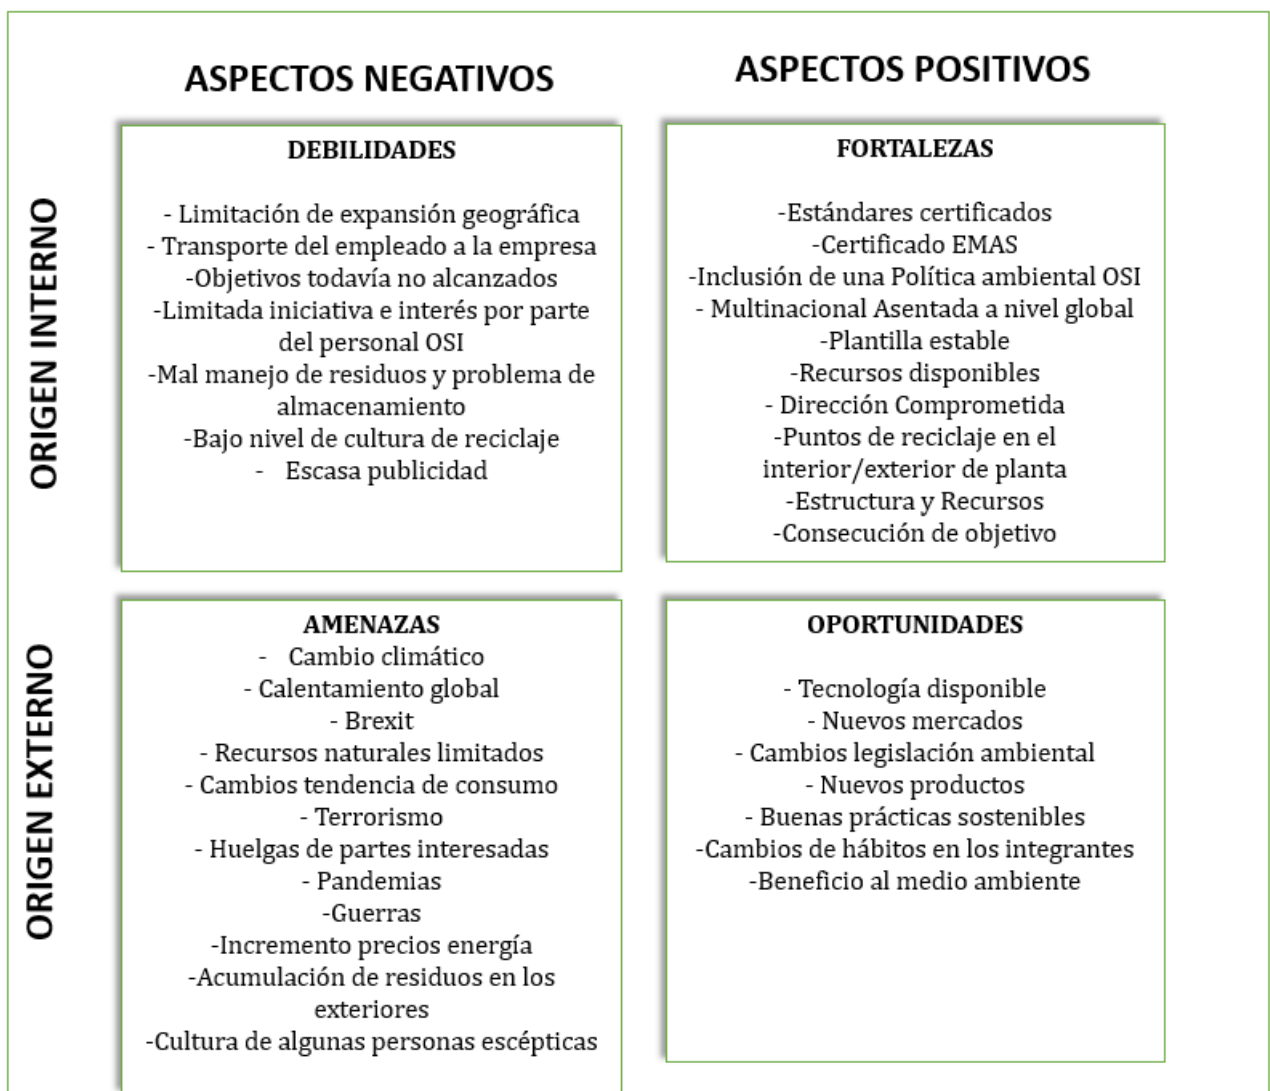 ASPECTOS NEGATIVOS
ASPECTOS POSITIVOS
ORIGEN INTERNO
DEBILIDADES
- Limitación de expansión geográfica
- Transporte del empleado a la empresa
-Objetivos todavía no alcanzados
-Limitada iniciativa e interés por parte
del personal OSI
-Mal manejo de residuos y problema de
almacenamiento
-Bajo nivel de cultura de reciclaje
- Escasa publicidad
FORTALEZAS
-Estándares certificados
-Certificado EMAS
-Inclusión de una Política ambiental OSI
- Multinacional Asentada a nivel global
-Plantilla estable
-Recursos disponibles
- Dirección Comprometida
-Puntos de reciclaje en el
interior/exterior de planta
-Estructura y Recursos
-Consecución de objetivo
ORIGEN EXTERNO
AMENAZAS
- Cambio climático
- Calentamiento global
- Brexit
- Recursos naturales limitados
- Cambios tendencia de consumo
- Terrorismo
- Huelgas de partes interesadas
- Pandemias
-Guerras
-Incremento precios energía
-Acumulación de residuos en los
exteriores
-Cultura de algunas personas escépticas
OPORTUNIDADES
- Tecnología disponible
- Nuevos mercados
- Cambios legislación ambiental
- Nuevos productos
- Buenas prácticas sostenibles
-Cambios de hábitos en los integrantes
-Beneficio al medio ambiente